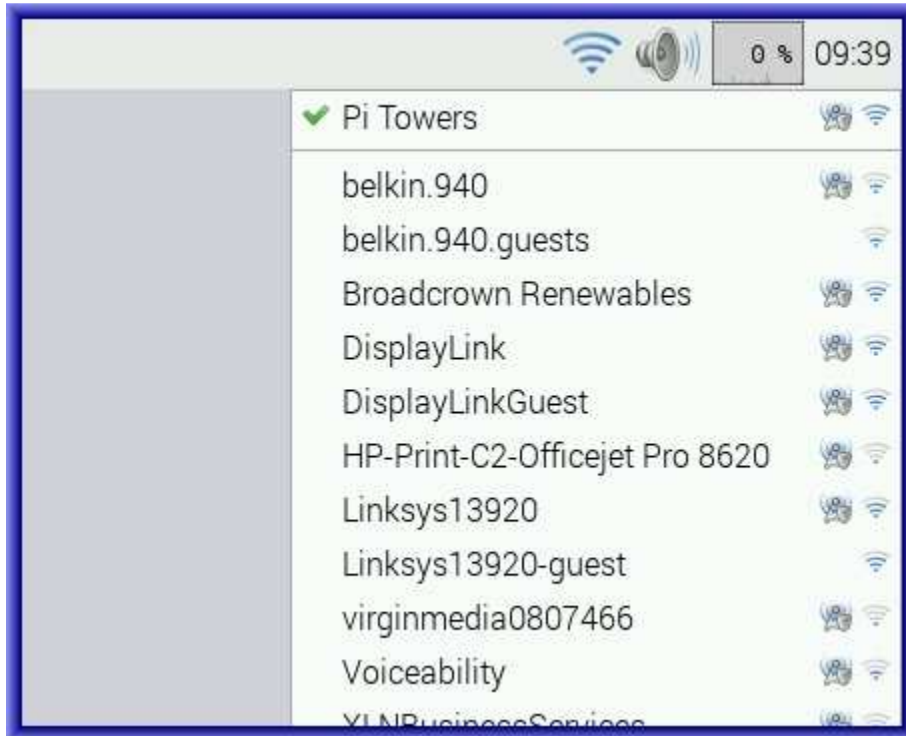 0 % 09:39
Pi Towers
belkin.940
belkin.940.guests
Broadcrown Renewables
DisplayLink
DisplayLinkGuest
HP-Print-C2-Officejet Pro 8620
Linksys13920
Linksys13920-guest
virginmedia0807466
Voiceability
XLNBusinessServices